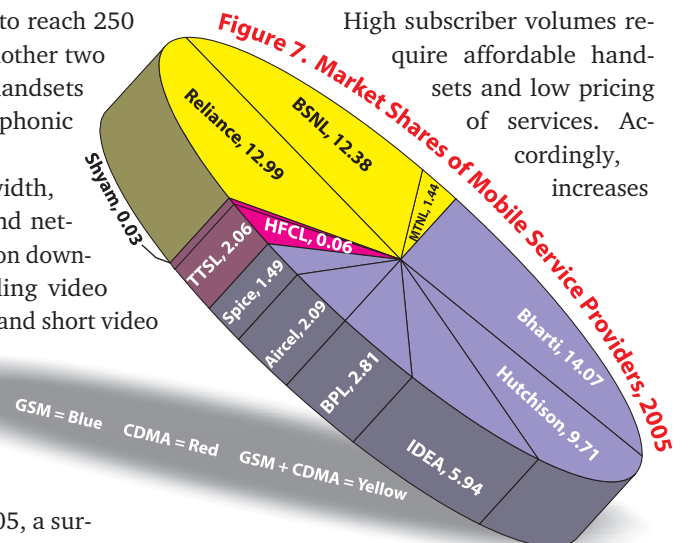 to reach 250
other two
andsets
phonic
width,
nd net-
on down-
ling video
and short video
05, a sur-
High subscriber volumes re-
quire affordable hand-
sets and low pricing
of services. Ac-
cordingly,
increases
Figure 7. Market Shares of Mobile Service Providers, 2005
Reliance, 12.99
BSNL, 12.38
MTNL, 1.44
Bharti, 14.07
Hutchison, 9.71
IDEA, 5.94
BPL, 2.81
Aircel, 2.09
Spice, 1.49
HFCL, 0.06
TTSL, 2.06
Shyam, 0.03
GSM = Blue CDMA = Red GSM + CDMA = Yellow